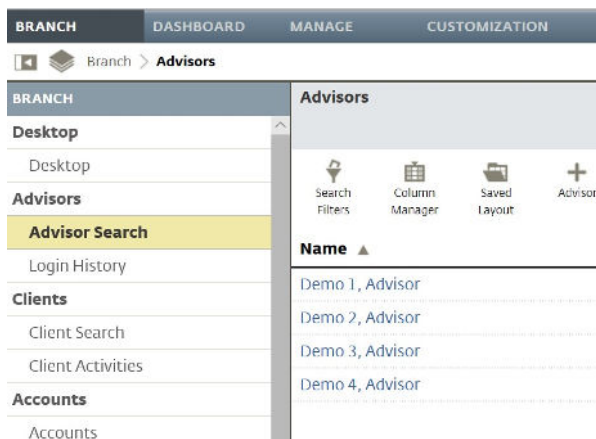 BRANCH DASHBOARD MANAGE CUSTOMIZATION
Branch > Advisors
BRANCH
Desktop
Desktop
Advisors
Advisor Search
Login History
Clients
Client Search
Client Activities
Accounts
Accounts
Advisors
Search Filters
Column Manager
Saved Layout
Advisor
Name ▲
Demo 1, Advisor
Demo 2, Advisor
Demo 3, Advisor
Demo 4, Advisor